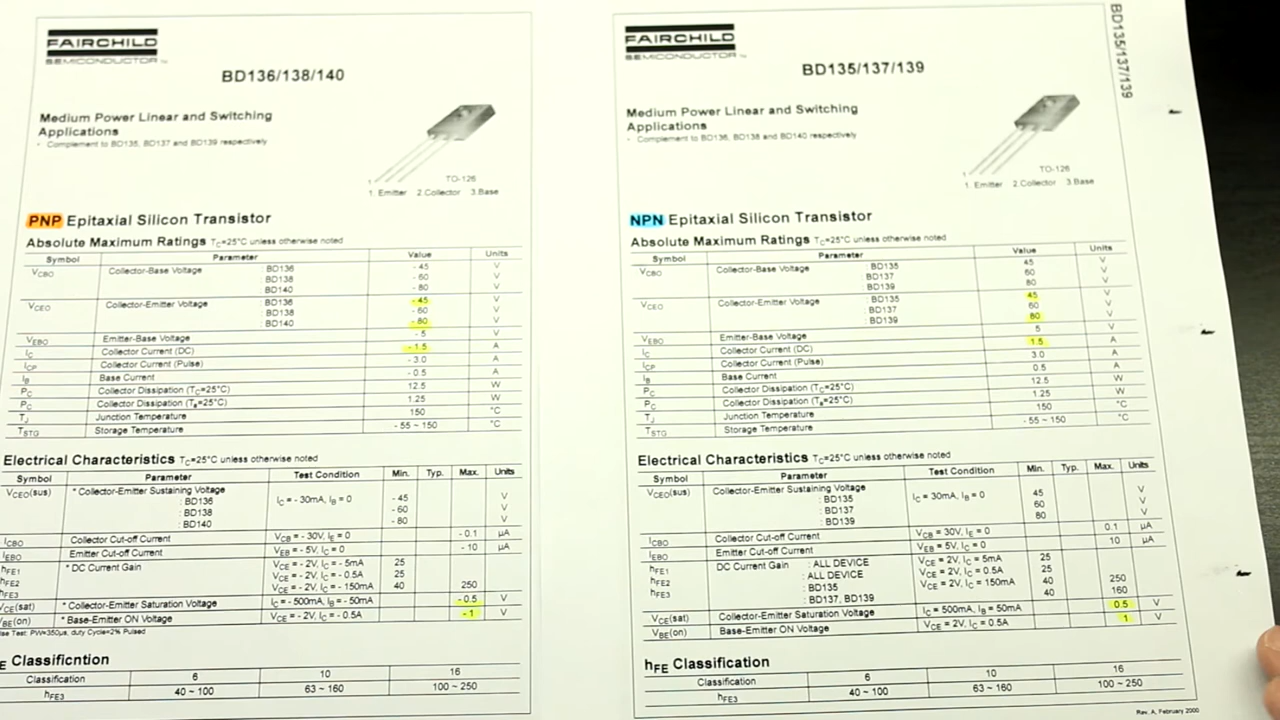 FAIRCHILD
SEMICONDUCTOR™
BD136/138/140
Medium Power Linear and Switching
Applications
• Complement to BD135, BD137 and BD139 respectively
TO-126
1. Emitter 2.Collector 3.Base
PNP Epitaxial Silicon Transistor
Absolute Maximum Ratings TC=25°C unless otherwise noted
Symbol Parameter Value Units
VCBO Collector-Base Voltage : BD136 - 45 V
: BD138 - 60 V
: BD140 - 80 V
VCEO Collector-Emitter Voltage : BD136 - 45 V
: BD138 - 60 V
: BD140 - 80 V
VEBO Emitter-Base Voltage - 5 V
IC Collector Current (DC) - 1.5 A
ICP Collector Current (Pulse) - 3.0 A
IB Base Current - 0.5 A
PC Collector Dissipation (TC=25°C) 12.5 W
PC Collector Dissipation (Ta=25°C) 1.25 W
TJ Junction Temperature 150 °C
TSTG Storage Temperature - 55 ~ 150 °C
Electrical Characteristics TC=25°C unless otherwise noted
Symbol Parameter Test Condition Min. Typ. Max. Units
VCEO(sus) * Collector-Emitter Sustaining Voltage
: BD136 IC = - 30mA, IB = 0 - 45 V
: BD138 - 60 V
: BD140 - 80 V
ICBO Collector Cut-off Current VCB = - 30V, IE = 0 - 0.1 µA
IEBO Emitter Cut-off Current VEB = - 5V, IC = 0 - 10 µA
hFE1 * DC Current Gain VCE = - 2V, IC = - 5mA 25
hFE2 VCE = - 2V, IC = - 0.5A 25
hFE3 VCE = - 2V, IC = - 150mA 40 250
VCE(sat) * Collector-Emitter Saturation Voltage IC = - 500mA, IB = - 50mA - 0.5 V
VBE(on) * Base-Emitter ON Voltage VCE = - 2V, IC = - 0.5A - 1 V
lse Test: PW=350µs, duty Cycle=2% Pulsed
E Classificntion
Classification 6 10 16
hFE3 40 ~ 100 63 ~ 160 100 ~ 250
FAIRCHILD
SEMICONDUCTOR™
BD135/137/139
Medium Power Linear and Switching
Applications
• Complement to BD136, BD138 and BD140 respectively
TO-126
1. Emitter 2.Collector 3.Base
NPN Epitaxial Silicon Transistor
Absolute Maximum Ratings TC=25°C unless otherwise noted
Symbol Parameter Value Units
VCBO Collector-Base Voltage : BD135 45 V
: BD137 60 V
: BD139 80 V
VCEO Collector-Emitter Voltage : BD135 45 V
: BD137 60 V
: BD139 80 V
VEBO Emitter-Base Voltage 5 V
IC Collector Current (DC) 1.5 A
ICP Collector Current (Pulse) 3.0 A
IB Base Current 0.5 A
PC Collector Dissipation (TC=25°C) 12.5 W
PC Collector Dissipation (Ta=25°C) 1.25 W
TJ Junction Temperature 150 °C
TSTG Storage Temperature - 55 ~ 150 °C
Electrical Characteristics TC=25°C unless otherwise noted
Symbol Parameter Test Condition Min. Typ. Max. Units
VCEO(sus) Collector-Emitter Sustaining Voltage
: BD135 IC = 30mA, IB = 0 45 V
: BD137 60 V
: BD139 80 V
ICBO Collector Cut-off Current VCB = 30V, IE = 0 0.1 µA
IEBO Emitter Cut-off Current VEB = 5V, IC = 0 10 µA
hFE1 DC Current Gain : ALL DEVICE VCE = 2V, IC = 5mA 25
hFE2 : ALL DEVICE VCE = 2V, IC = 0.5A 25
hFE3 : BD135 VCE = 2V, IC = 150mA 40 250
: BD137, BD139 40 160
VCE(sat) Collector-Emitter Saturation Voltage IC = 500mA, IB = 50mA 0.5 V
VBE(on) Base-Emitter ON Voltage VCE = 2V, IC = 0.5A 1 V
hFE Classification
Classification 6 10 16
hFE3 40 ~ 100 63 ~ 160 100 ~ 250
Rev. A, February 2000
BD135/137/139